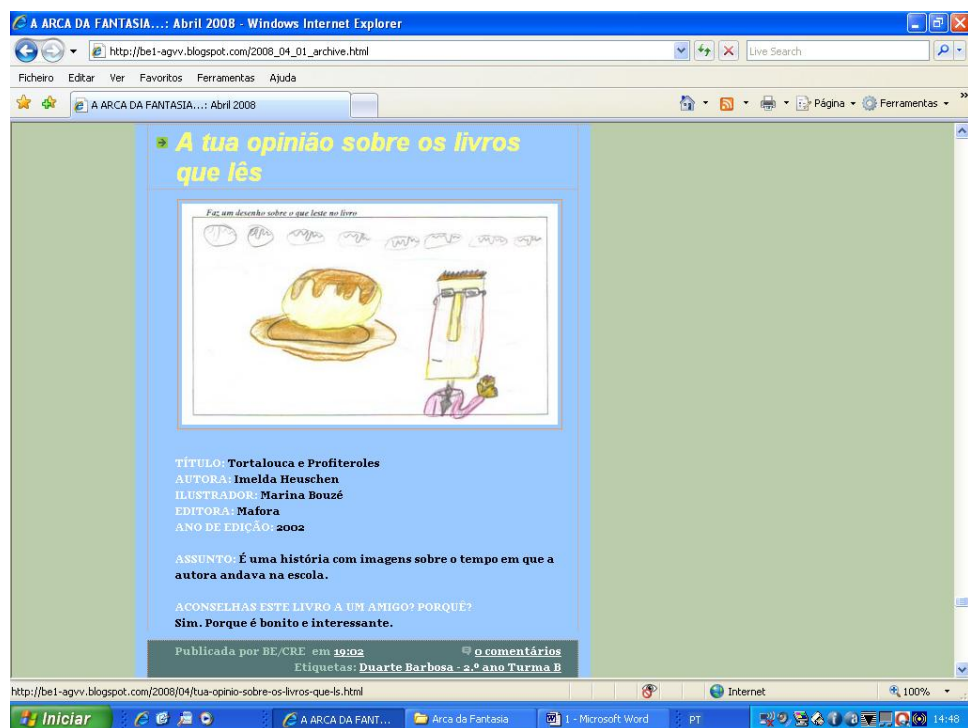 A ARCA DA FANTASIA...: Abril 2008 - Windows Internet Explorer
http://be1-agvv.blogspot.com/2008_04_01_archive.html
Live Search
Ficheiro Editar Ver Favoritos Ferramentas Ajuda
A ARCA DA FANTASIA...: Abril 2008
Página
Ferramentas
A tua opinião sobre os livros
que lês
Faz um desenho sobre o que leste no livro
TÍTULO: Tortalouca e Profiteroles
AUTORA: Imelda Heuschen
ILUSTRADOR: Marina Bouzé
EDITORA: Mafora
ANO DE EDIÇÃO: 2002
ASSUNTO: É uma história com imagens sobre o tempo em que a
autora andava na escola.
ACONSELHAS ESTE LIVRO A UM AMIGO? PORQUÊ?
Sim. Porque é bonito e interessante.
Publicada por BE/CRE em 19:02
0 comentários
Etiquetas: Duarte Barbosa - 2.º ano Turma B
http://be1-agvv.blogspot.com/2008/04/tua-opinio-sobre-os-livros-que-ls.html
Internet
100%
Iniciar
A ARCA DA FANT...
Arca da Fantasia
1 - Microsoft Word
PT
14:46